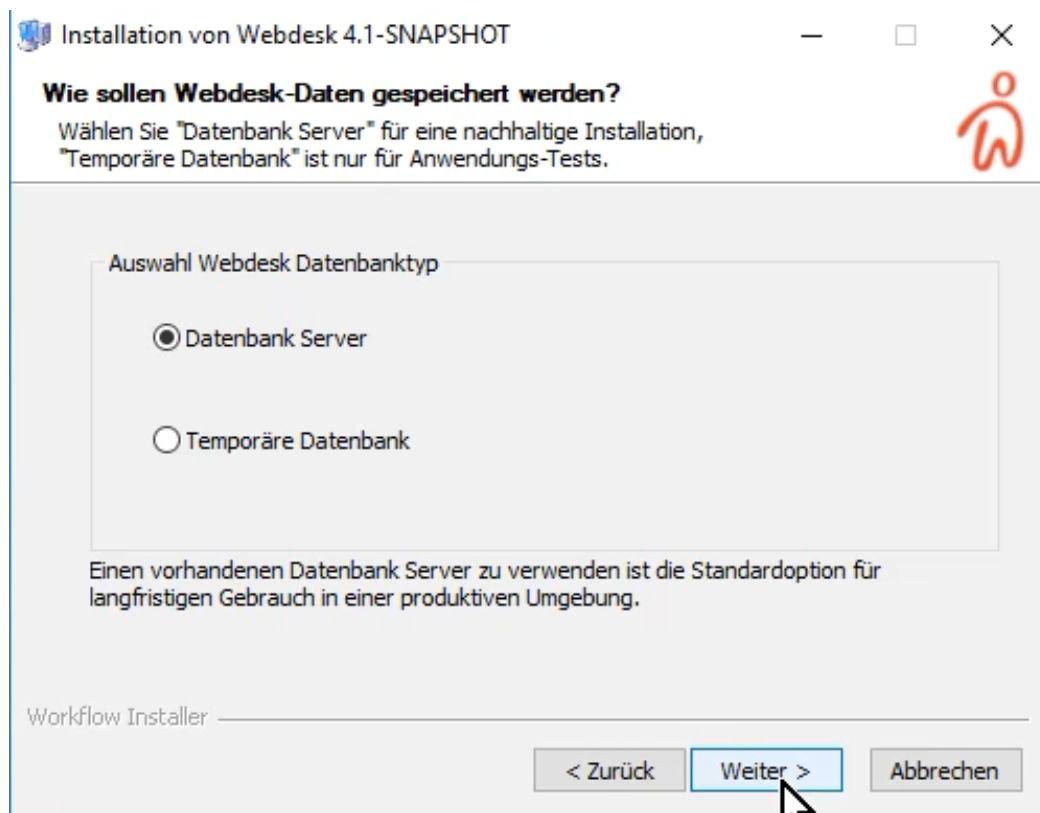 Installation von Webdesk 4.1-SNAPSHOT
Wie sollen Webdesk-Daten gespeichert werden?
Wählen Sie "Datenbank Server" für eine nachhaltige Installation,
"Temporäre Datenbank" ist nur für Anwendungs-Tests.
Auswahl Webdesk Datenbanktyp
Datenbank Server
Temporäre Datenbank
Einen vorhandenen Datenbank Server zu verwenden ist die Standardoption für
langfristigen Gebrauch in einer produktiven Umgebung.
Workflow Installer
< Zurück Weiter > Abbrechen